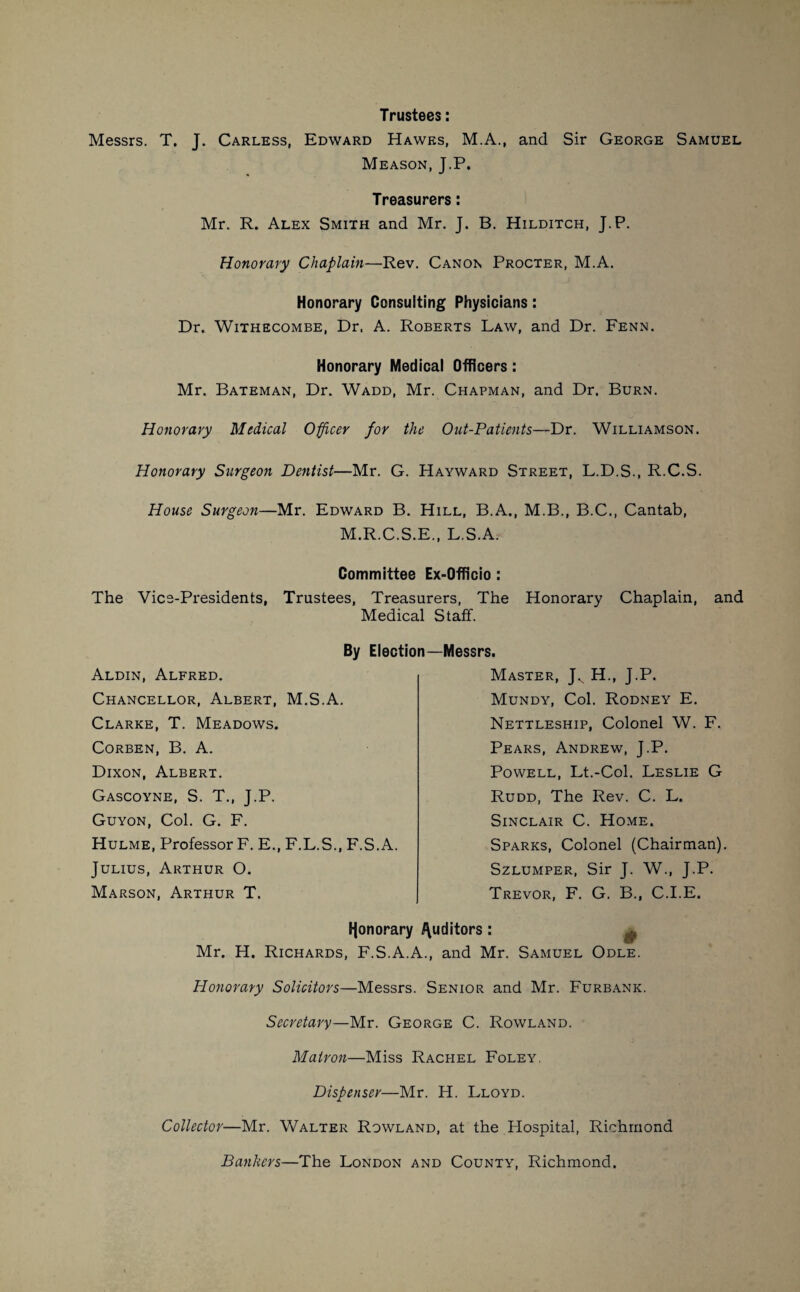 Trustees:
Messrs. T. J. Carless, Edward Hawes, M.A., and Sir George Samuel
Meason, J.P.
Treasurers:
Mr. R. Alex Smith and Mr. J. B. Hilditch, J.P.
Honorary Chaplain—Rev. Canon Procter, M.A.
Honorary Consulting Physicians:
Dr. Withecombe, Dr. A. Roberts Law, and Dr. Fenn.
Honorary Medical Officers:
Mr. Bateman, Dr. Wadd, Mr. Chapman, and Dr. Burn.
Honorary Medical Officer for the Out-Patients—Dr. Williamson.
Honorary Surgeon Dentist—Mr. G. Hayward Street, L.D.S., R.C.S.
House Surgeon—Mr. Edward B. Hill, B.A., M.B., B.C., Cantab,
M.R.C.S.E., L.S.A.
Committee Ex-Officio:
The Vice-Presidents, Trustees, Treasurers, The Honorary Chaplain, and
Medical Staff.
By Election—Messrs.
Aldin, Alfred.
Chancellor, Albert, M.S.A.
Clarke, T. Meadows.
Corben, B. A.
Dixon, Albert.
Gascoyne, S. T., J.P.
Guyon, Col. G. F.
Hulme, Professor F. E., F.L.S., F.S.A.
Julius, Arthur O.
Marson, Arthur T.
Master, J. H., J.P.
Mundy, Col. Rodney E.
Nettleship, Colonel W. F.
Pears, Andrew, J.P.
Powell, Lt.-Col. Leslie G
Rudd, The Rev. C. L.
Sinclair C. Home.
Sparks, Colonel (Chairman).
Szlumper, Sir J. W., J.P.
Trevor, F. G. B., C.I.E.
Honorary Auditors:
Mr. H. Richards, F.S.A.A., and Mr. Samuel Odle.
Honorary Solicitors—Messrs. Senior and Mr. Furbank.
Secretary—Mr. George C. Rowland.
Matron—Miss Rachel Foley.
Dispenser—Mr. H. Lloyd.
Collector—Mr. Walter Rowland, at the Hospital, Richmond
Bankers—The London and County, Richmond.